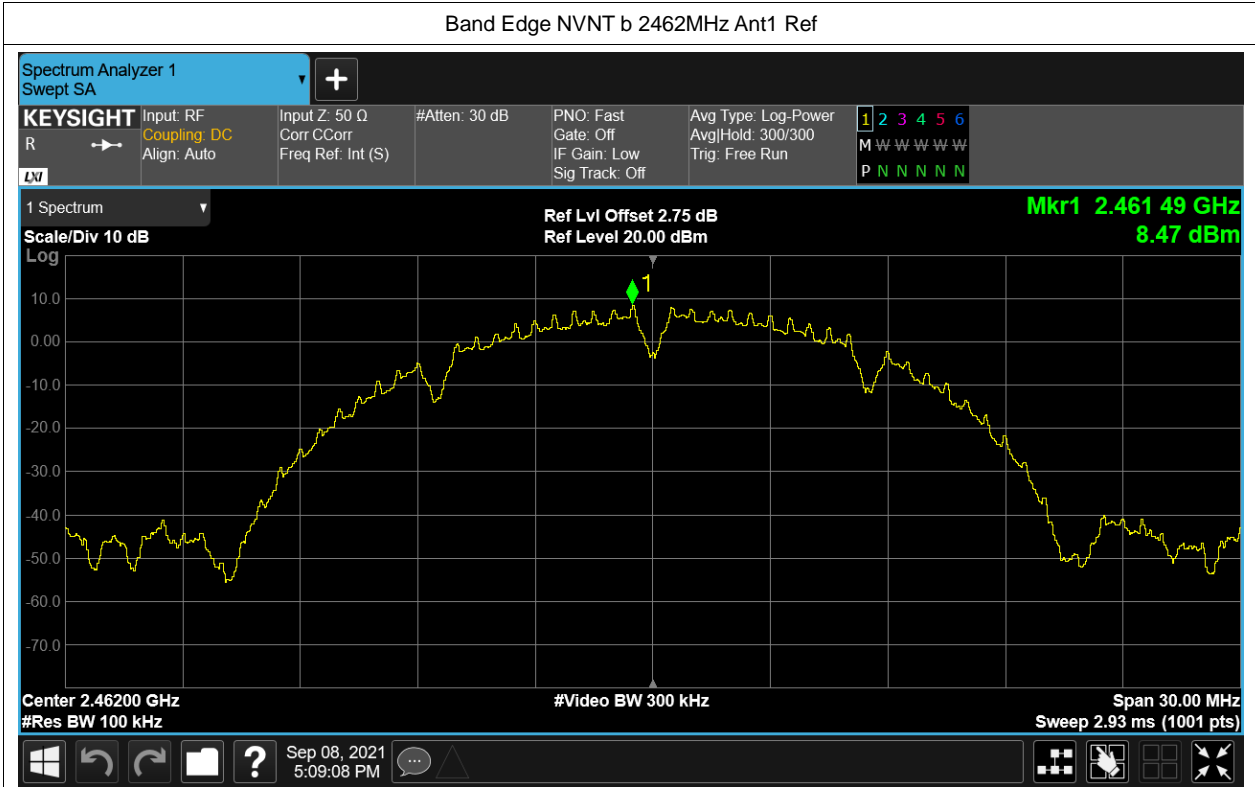 Band Edge NVNT b 2462MHz Ant1 Ref
Spectrum Analyzer 1
Swept SA
KEYSIGHT
R
LXI
Input: RF
Coupling: DC
Align: Auto
Input Z: 50 Ω
Corr CCorr
Freq Ref: Int (S)
#Atten: 30 dB
PNO: Fast
Gate: Off
IF Gain: Low
Sig Track: Off
Avg Type: Log-Power
Avg|Hold: 300/300
Trig: Free Run
1 2 3 4 5 6
M W W W W W
P N N N N N
1 Spectrum
Scale/Div 10 dB
Ref Lvl Offset 2.75 dB
Ref Level 20.00 dBm
Mkr1 2.461 49 GHz
8.47 dBm
Log
1
10.0
0.00
-10.0
-20.0
-30.0
-40.0
-50.0
-60.0
-70.0
Center 2.46200 GHz
#Res BW 100 kHz
#Video BW 300 kHz
Span 30.00 MHz
Sweep 2.93 ms (1001 pts)
?
Sep 08, 2021
5:09:08 PM